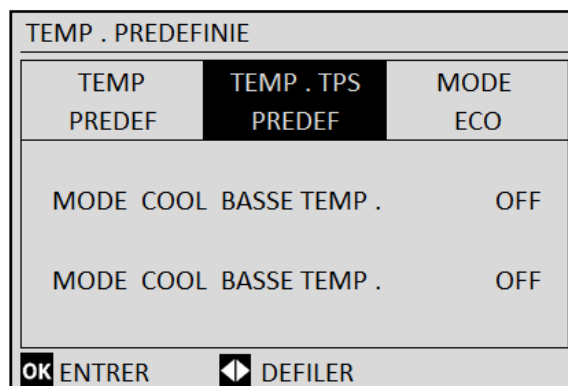 TEMP . PREDEFINIE
TEMP TEMP . TPS MODE
PREDEF PREDEF ECO
MODE COOL BASSE TEMP . OFF
MODE COOL BASSE TEMP . OFF
OK ENTRER DEFILER